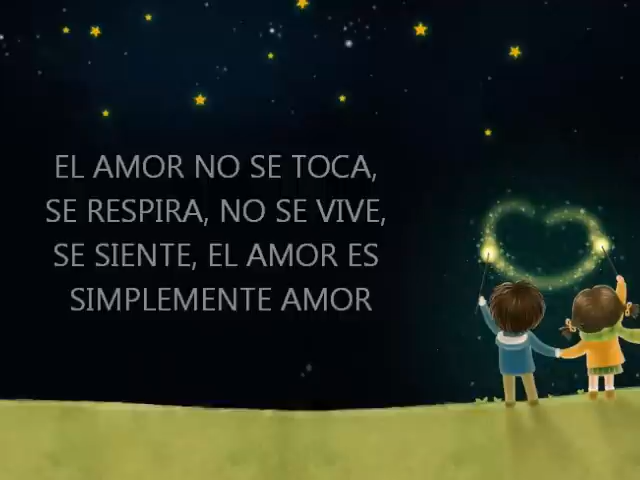 EL AMOR NO SE TOCA,
SE RESPIRA, NO SE VIVE,
SE SIENTE, EL AMOR ES
SIMPLEMENTE AMOR